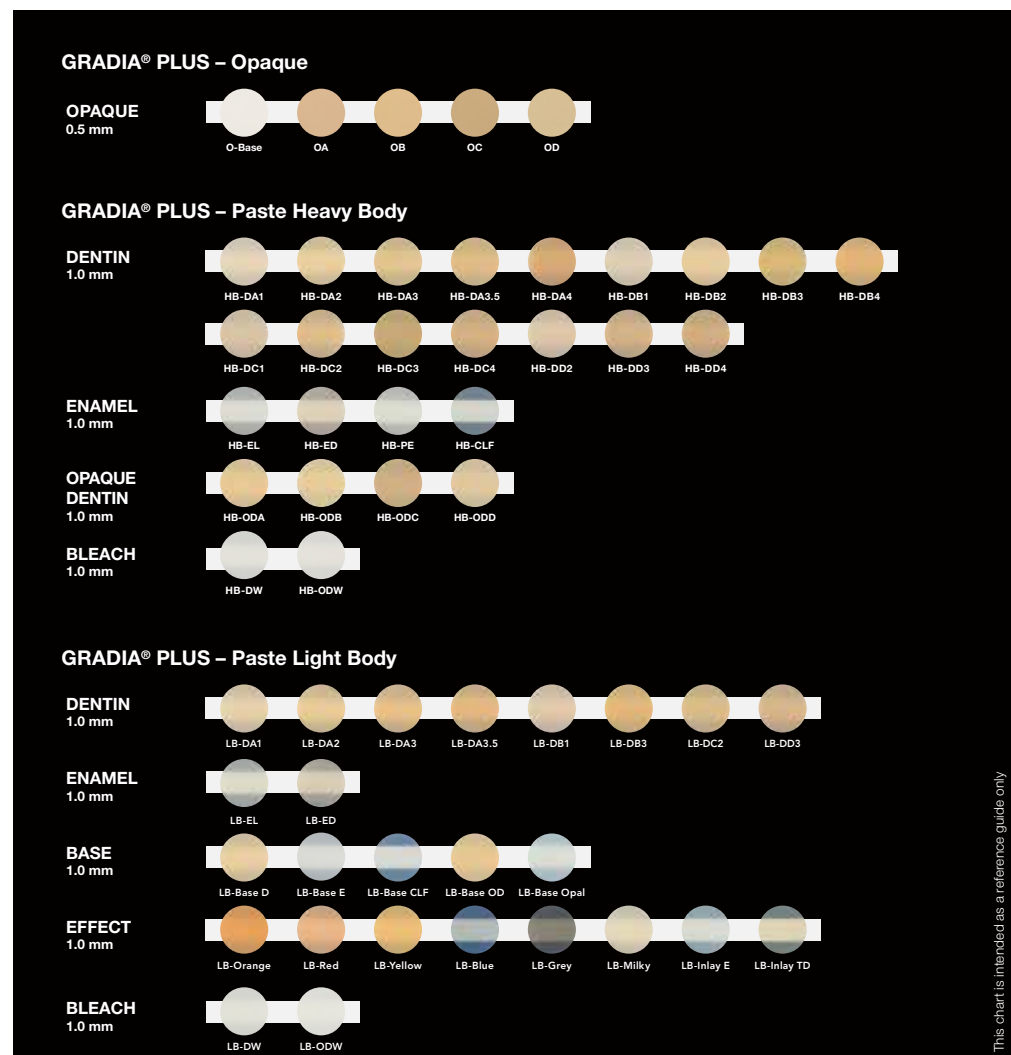 GRADIA® PLUS – Opaque
OPAQUE
0.5 mm
O-Base OA OB OC OD
GRADIA® PLUS – Paste Heavy Body
DENTIN
1.0 mm
HB-DA1 HB-DA2 HB-DA3 HB-DA3.5 HB-DA4 HB-DB1 HB-DB2 HB-DB3 HB-DB4
HB-DC1 HB-DC2 HB-DC3 HB-DC4 HB-DD2 HB-DD3 HB-DD4
ENAMEL
1.0 mm
HB-EL HB-ED HB-PE HB-CLF
OPAQUE
DENTIN
1.0 mm
HB-ODA HB-ODB HB-ODC HB-ODD
BLEACH
1.0 mm
HB-DW HB-ODW
GRADIA® PLUS – Paste Light Body
DENTIN
1.0 mm
LB-DA1 LB-DA2 LB-DA3 LB-DA3.5 LB-DB1 LB-DB3 LB-DC2 LB-DD3
ENAMEL
1.0 mm
LB-EL LB-ED
BASE
1.0 mm
LB-Base D LB-Base E LB-Base CLF LB-Base OD LB-Base Opal
EFFECT
1.0 mm
LB-Orange LB-Red LB-Yellow LB-Blue LB-Grey LB-Milky LB-Inlay E LB-Inlay TD
BLEACH
1.0 mm
LB-DW LB-ODW
This chart is intended as a reference guide only